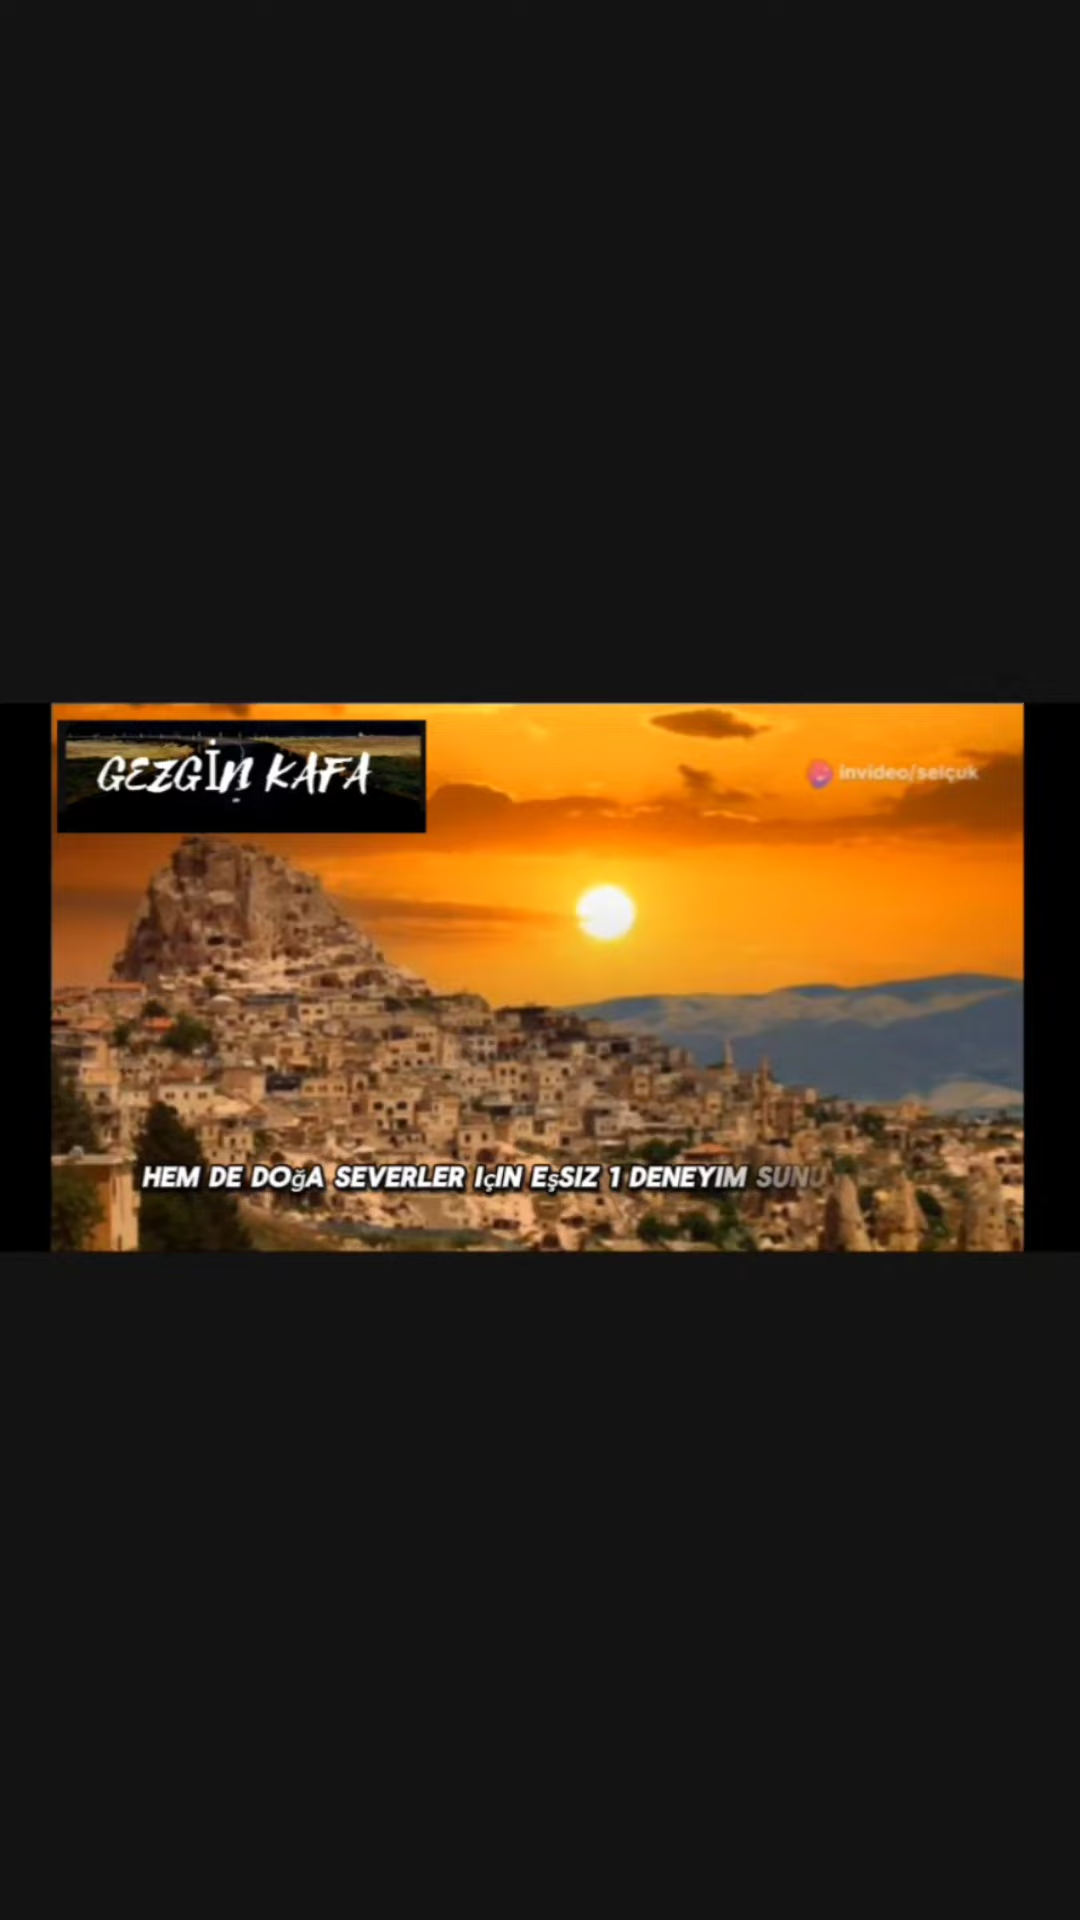 GEZGİN KAFA
invideo/selçuk
HEM DE DOğA SEVERLER IçIN EşSIZ 1 DENEYIM SUNU